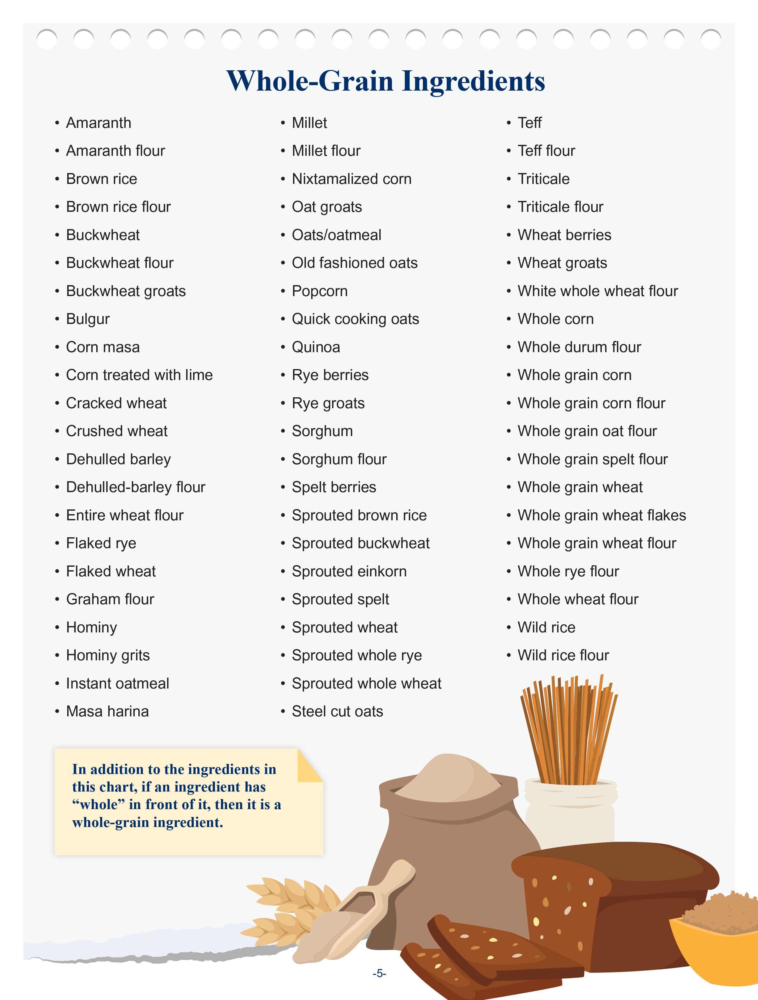 Whole-Grain Ingredients
• Amaranth
• Amaranth flour
• Brown rice
• Brown rice flour
• Buckwheat
• Buckwheat flour
• Buckwheat groats
• Bulgur
• Corn masa
• Corn treated with lime
• Cracked wheat
• Crushed wheat
• Dehulled barley
• Dehulled-barley flour
• Entire wheat flour
• Flaked rye
• Flaked wheat
• Graham flour
• Hominy
• Hominy grits
• Instant oatmeal
• Masa harina
• Millet
• Millet flour
• Nixtamalized corn
• Oat groats
• Oats/oatmeal
• Old fashioned oats
• Popcorn
• Quick cooking oats
• Quinoa
• Rye berries
• Rye groats
• Sorghum
• Sorghum flour
• Spelt berries
• Sprouted brown rice
• Sprouted buckwheat
• Sprouted einkorn
• Sprouted spelt
• Sprouted wheat
• Sprouted whole rye
• Sprouted whole wheat
• Steel cut oats
• Teff
• Teff flour
• Triticale
• Triticale flour
• Wheat berries
• Wheat groats
• White whole wheat flour
• Whole corn
• Whole durum flour
• Whole grain corn
• Whole grain corn flour
• Whole grain oat flour
• Whole grain spelt flour
• Whole grain wheat
• Whole grain wheat flakes
• Whole grain wheat flour
• Whole rye flour
• Whole wheat flour
• Wild rice
• Wild rice flour
In addition to the ingredients in
this chart, if an ingredient has
“whole” in front of it, then it is a
whole-grain ingredient.
-5-